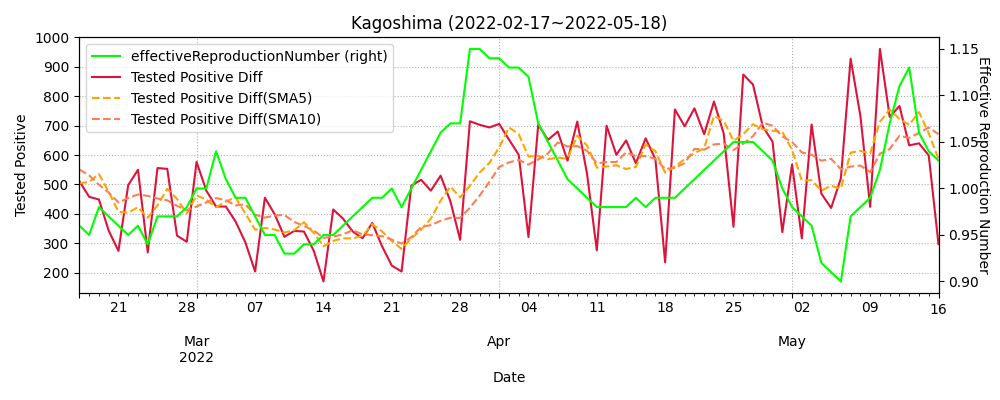 Kagoshima (2022-02-17~2022-05-18)
effectiveReproductionNumber (right)
Tested Positive Diff
Tested Positive Diff(SMA5)
Tested Positive Diff(SMA10)
Tested Positive
1000
900
800
700
600
500
400
300
200
1.15
1.10
1.05
1.00
0.95
0.90
Effective Reproduction Number
21 28 07 14 21 28 04 11 18 25 02 09 16
Mar Apr May
2022
Date